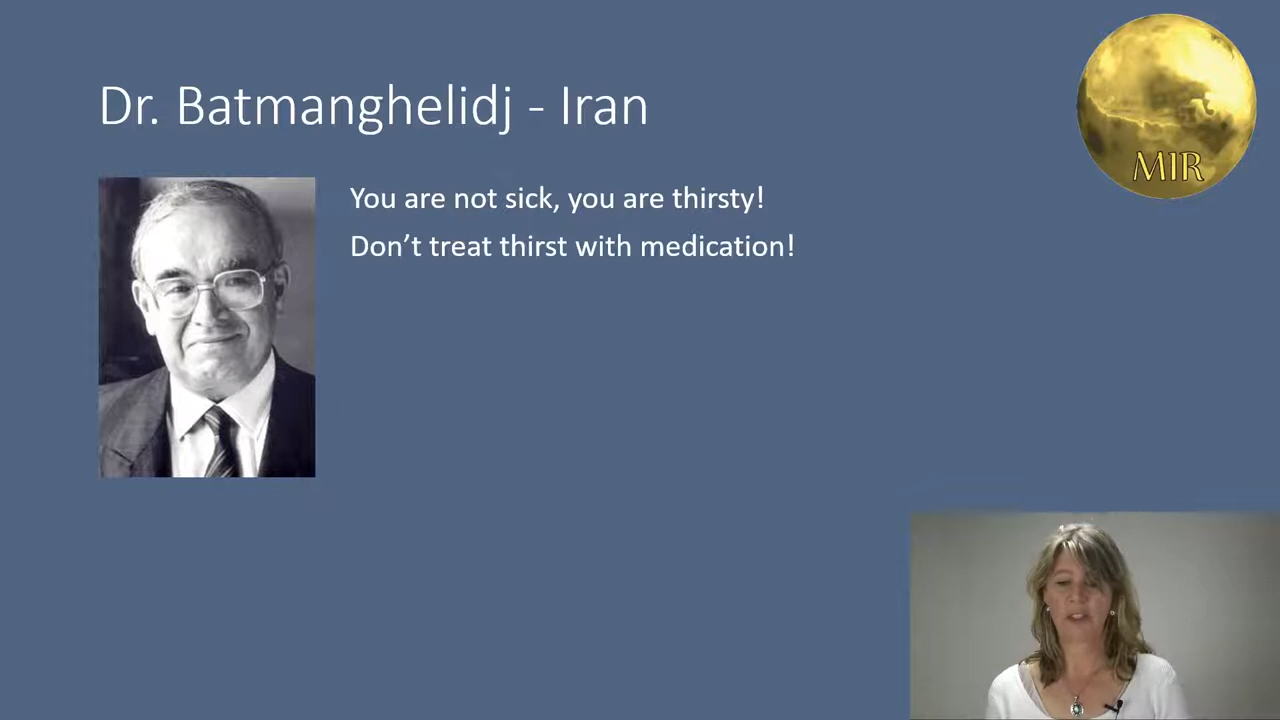 Dr. Batmanghelidj - Iran
MIR
You are not sick, you are thirsty!
Don’t treat thirst with medication!